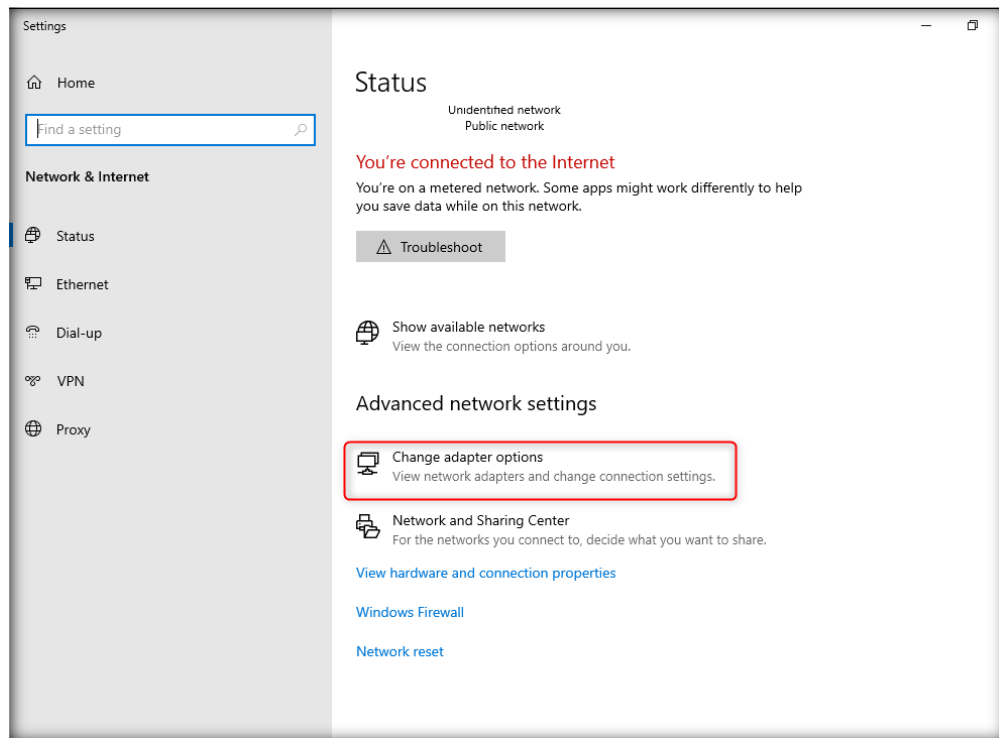 Settings
Home
Find a setting
Network & Internet
Status
Ethernet
Dial-up
VPN
Proxy
Status
Unidentified network
Public network
You're connected to the Internet
You're on a metered network. Some apps might work differently to help
you save data while on this network.
Troubleshoot
Show available networks
View the connection options around you.
Advanced network settings
Change adapter options
View network adapters and change connection settings.
Network and Sharing Center
For the networks you connect to, decide what you want to share.
View hardware and connection properties
Windows Firewall
Network reset